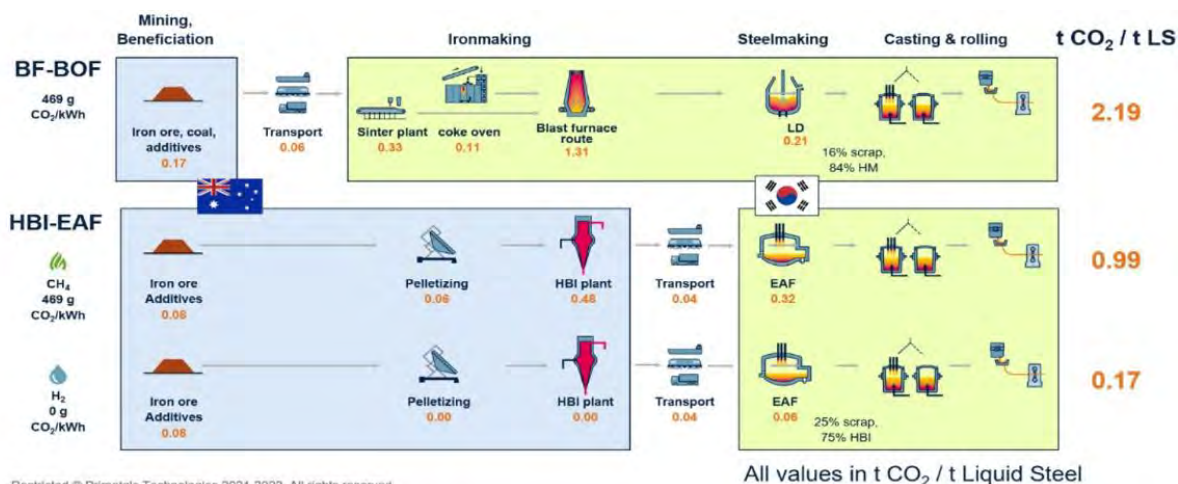 Mining,
Beneficiation
Ironmaking
Steelmaking
Casting & rolling
t CO₂ / t LS
BF-BOF
469 g
CO₂/kWh
Iron ore, coal,
additives
0.17
Transport
0.06
Sinter plant
0.33
coke oven
0.11
Blast furnace
route
1.31
LD
0.21
16% scrap,
84% HM
2.19
HBI-EAF
CH₄
469 g
CO₂/kWh
Iron ore
Additives
0.08
Pelletizing
0.06
HBI plant
0.48
Transport
0.04
EAF
0.32
0.99
H₂
0 g
CO₂/kWh
Iron ore
Additives
0.08
Pelletizing
0.00
HBI plant
0.00
Transport
0.04
EAF
0.06
25% scrap,
75% HBI
0.17
All values in t CO₂ / t Liquid Steel